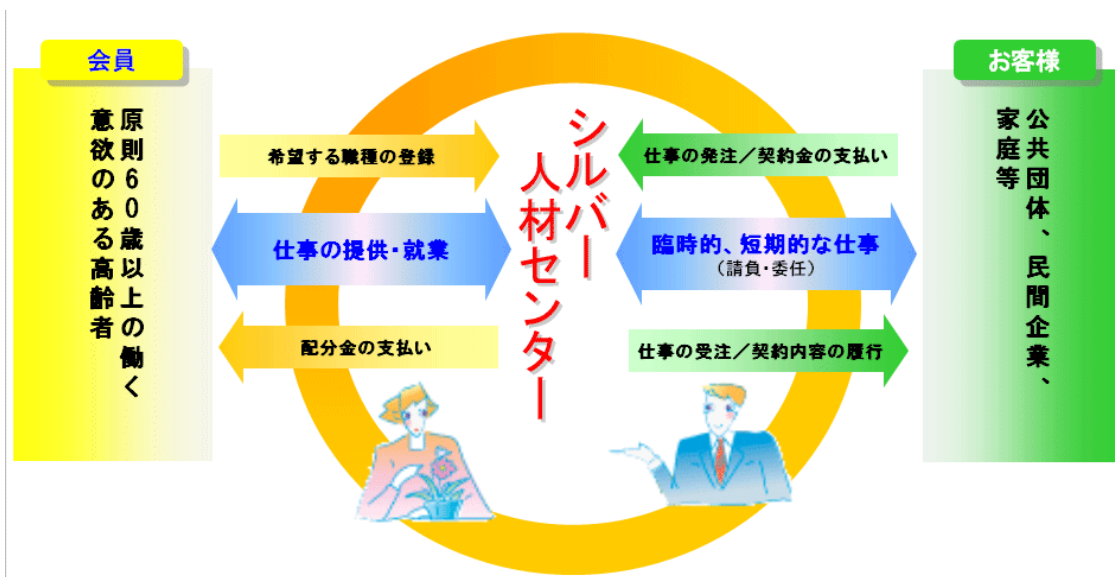 会員
原則60歳以上の働く
意欲のある高齢者
希望する職種の登録
仕事の提供・就業
配分金の支払い
シルバー
人材センター
仕事の発注／契約金の支払い
臨時的、短期的な仕事
（請負・委任）
仕事の受注／契約内容の履行
お客様
公共団体、民間企業、
家庭等